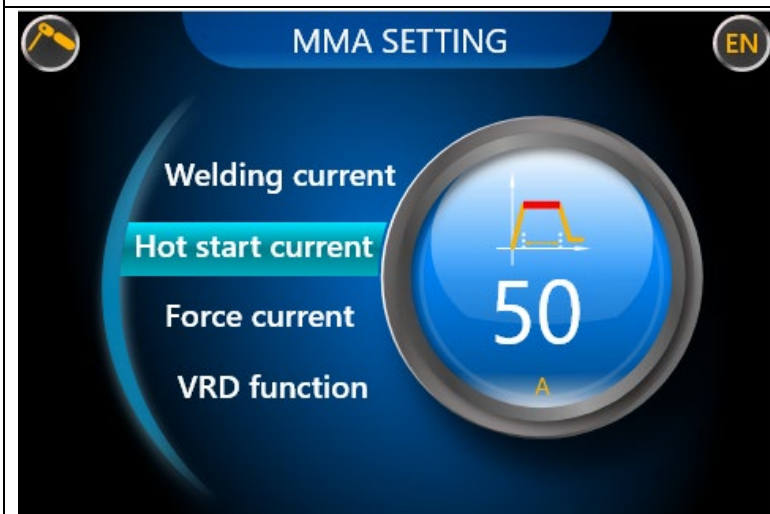 MMA SETTING
EN
Welding current
Hot start current
Force current
VRD function
50
A